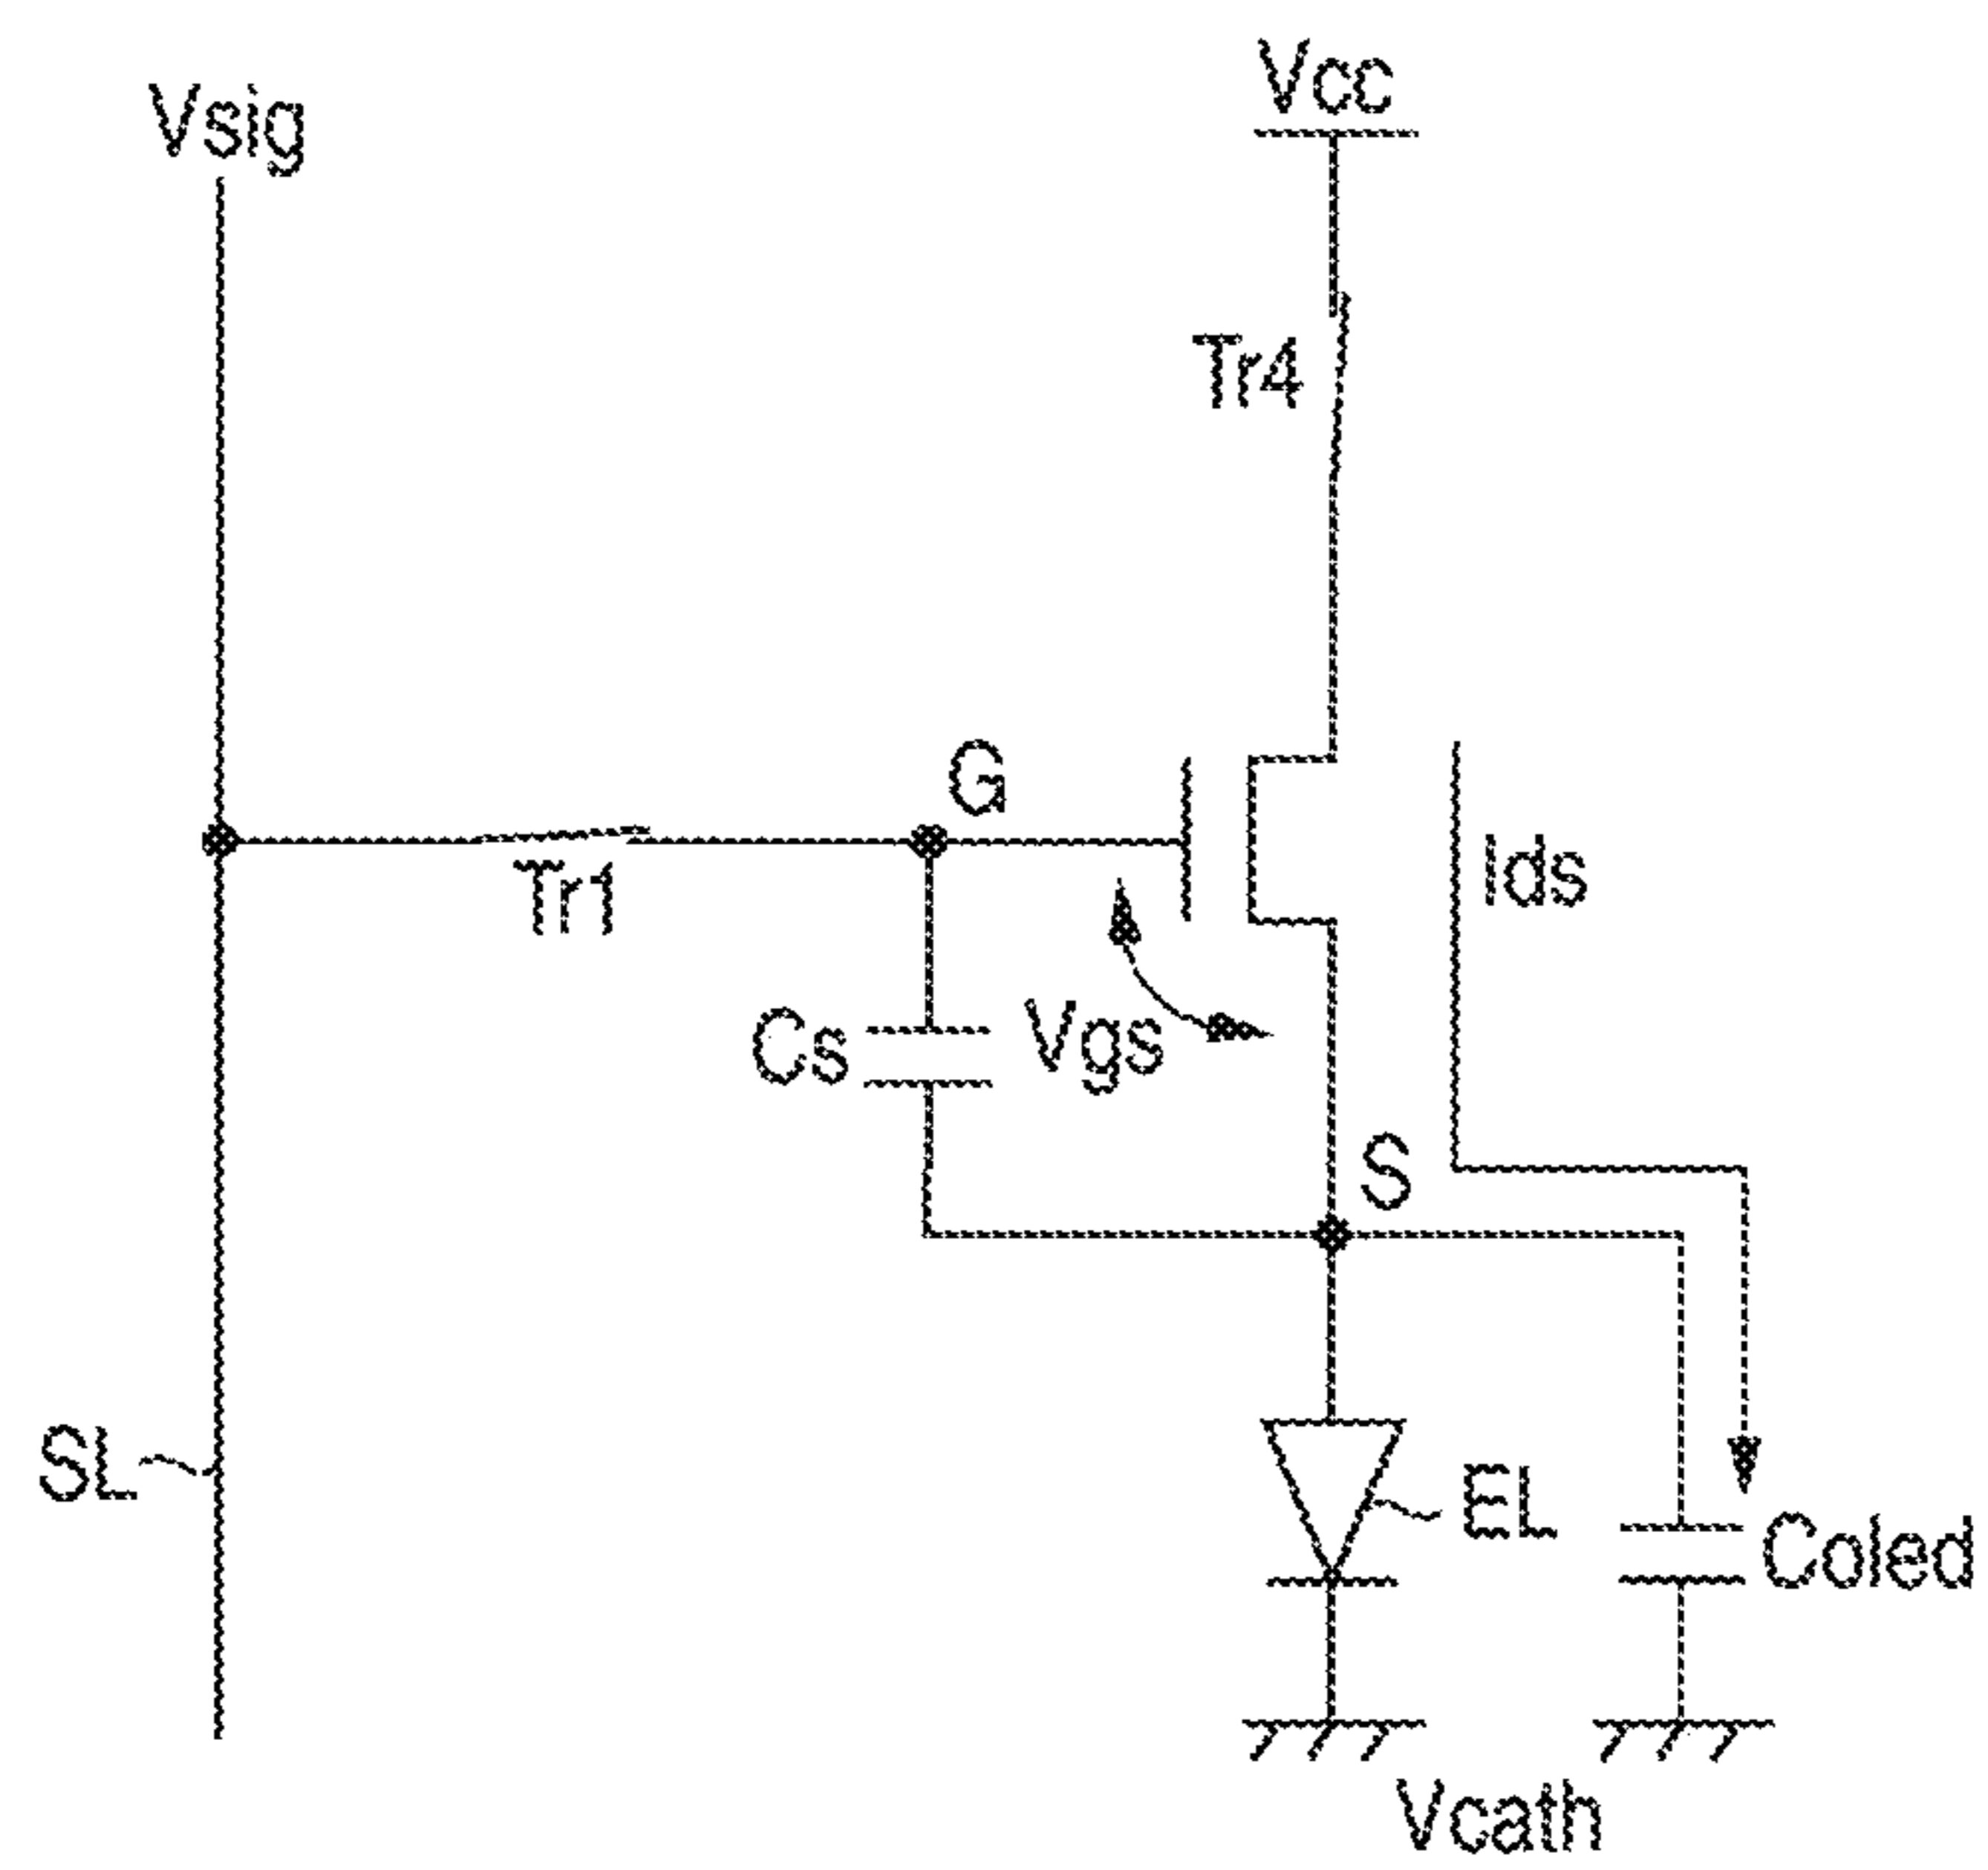 Vsig
Vcc
Tr4
G
Tr1
Ids
Cs
Vgs
S
SL
EL
Coled
Vcath